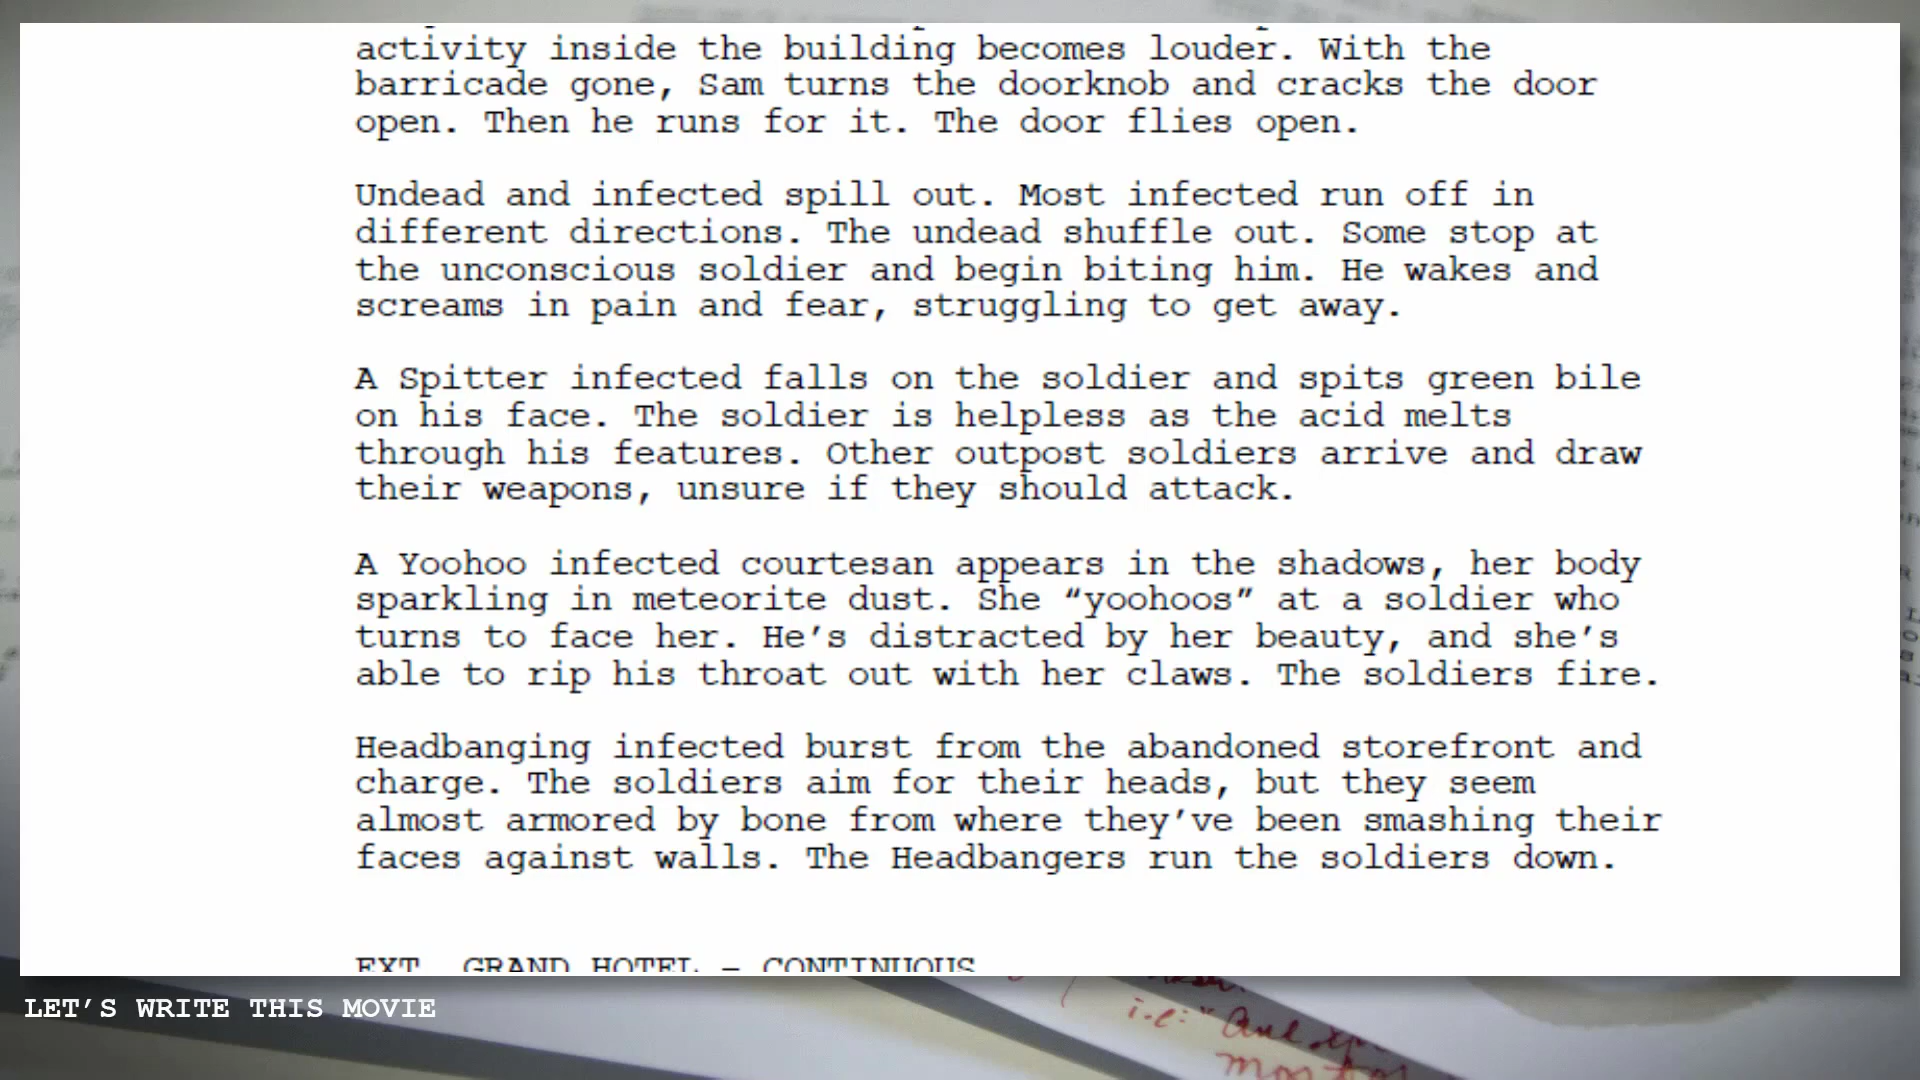 activity inside the building becomes louder. With the
barricade gone, Sam turns the doorknob and cracks the door
open. Then he runs for it. The door flies open.
Undead and infected spill out. Most infected run off in
different directions. The undead shuffle out. Some stop at
the unconscious soldier and begin biting him. He wakes and
screams in pain and fear, struggling to get away.
A Spitter infected falls on the soldier and spits green bile
on his face. The soldier is helpless as the acid melts
through his features. Other outpost soldiers arrive and draw
their weapons, unsure if they should attack.
A Yoohoo infected courtesan appears in the shadows, her body
sparkling in meteorite dust. She “yoohoos” at a soldier who
turns to face her. He’s distracted by her beauty, and she’s
able to rip his throat out with her claws. The soldiers fire.
Headbanging infected burst from the abandoned storefront and
charge. The soldiers aim for their heads, but they seem
almost armored by bone from where they’ve been smashing their
faces against walls. The Headbangers run the soldiers down.
EXT. GRAND HOTEL – CONTINUOUS
LET’S WRITE THIS MOVIE
i.e: "And